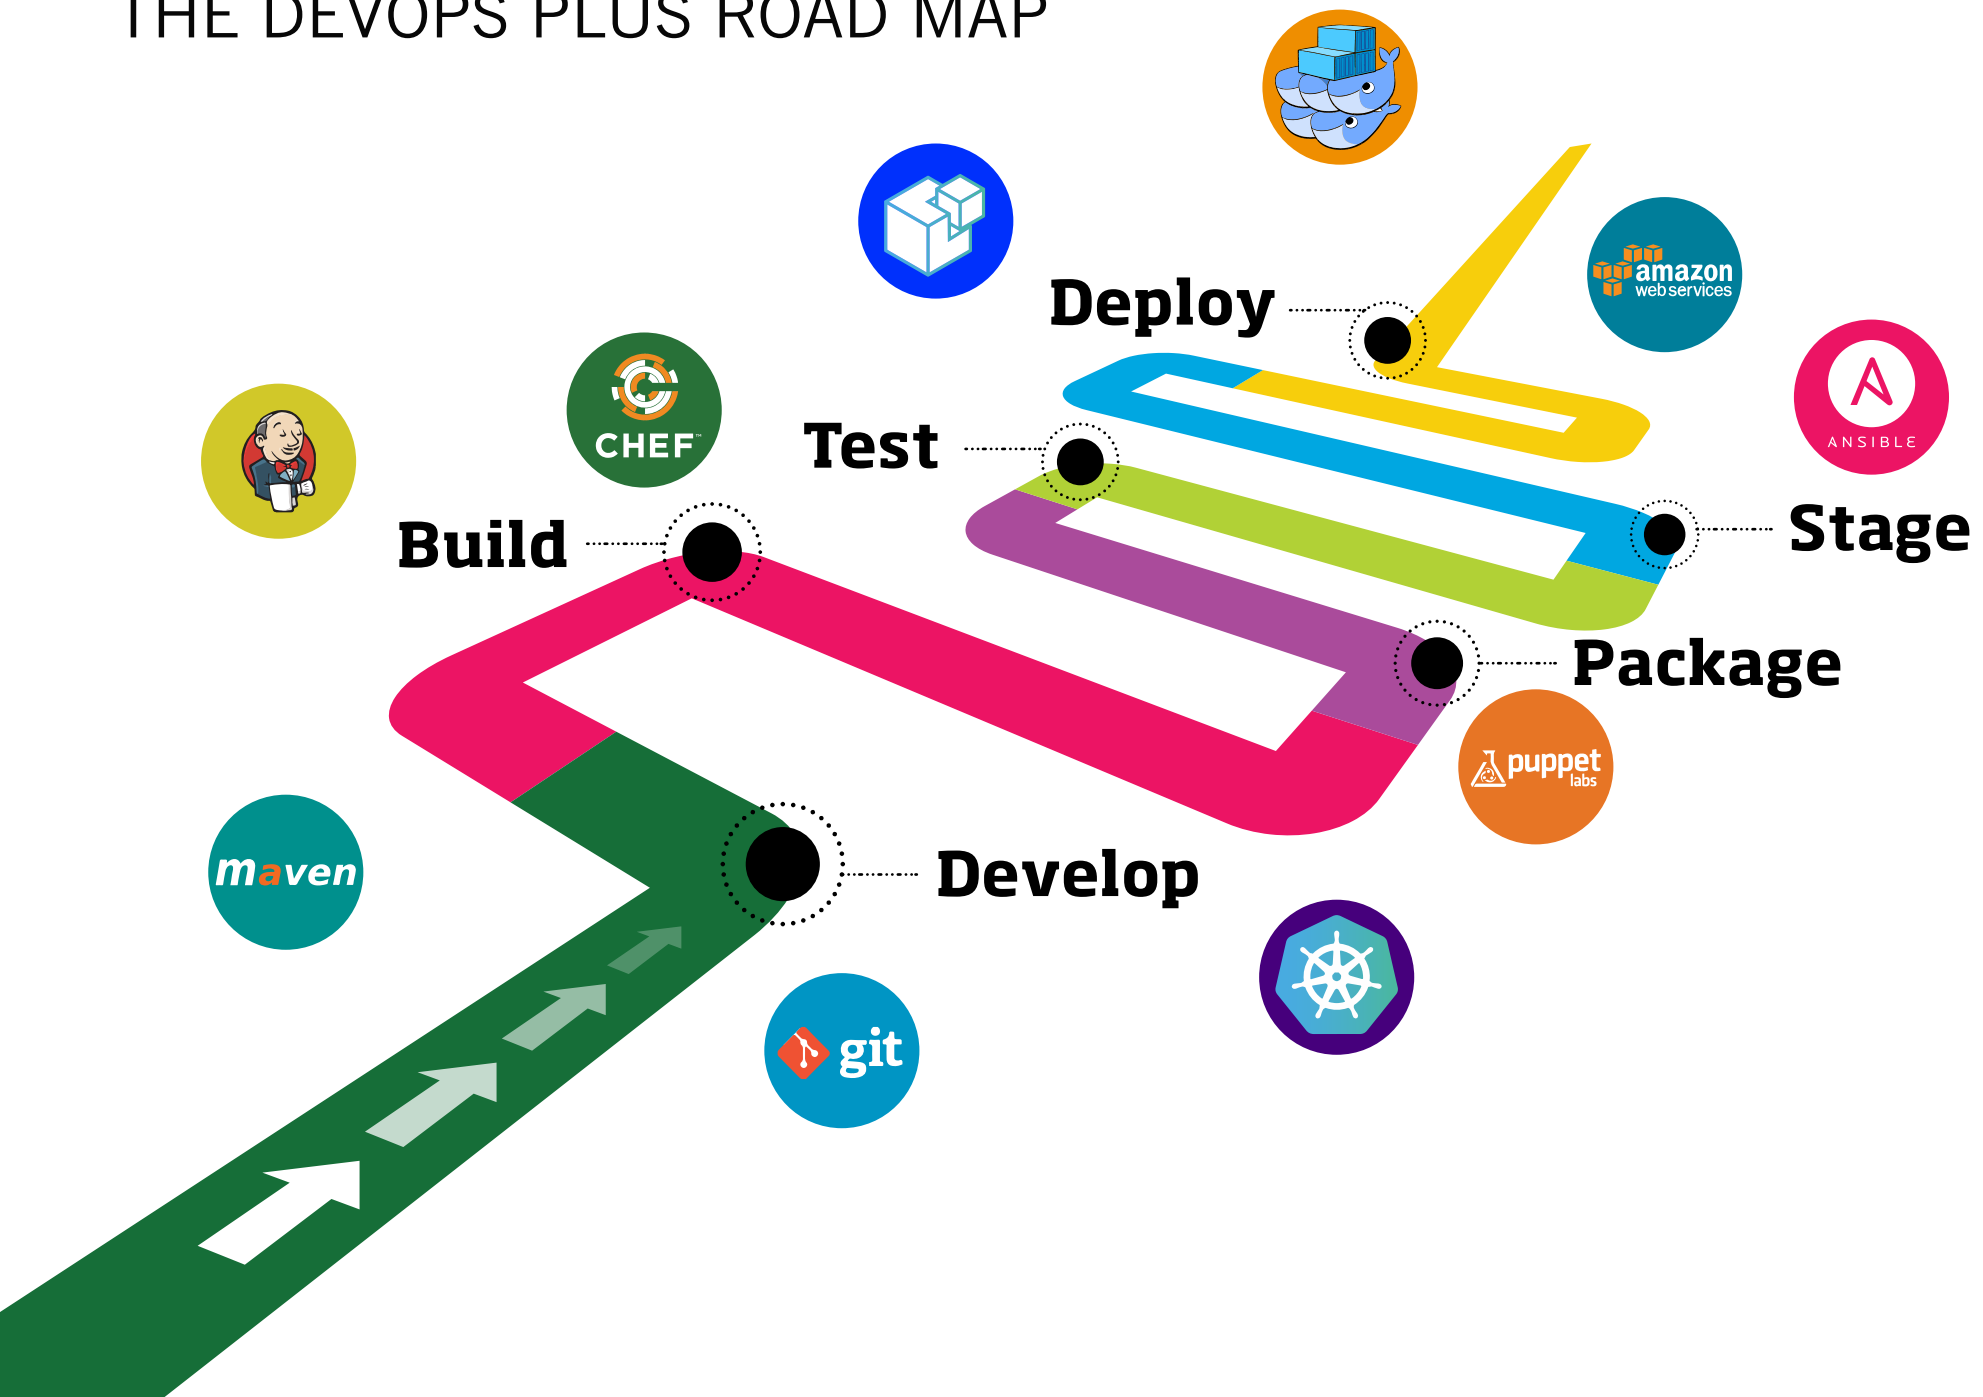 THE DEVOPS PLUS ROAD MAP
amazon
web services
Deploy
ANSIBLE
CHEF™
Test
Build
Stage
Package
puppet
labs
maven
Develop
git